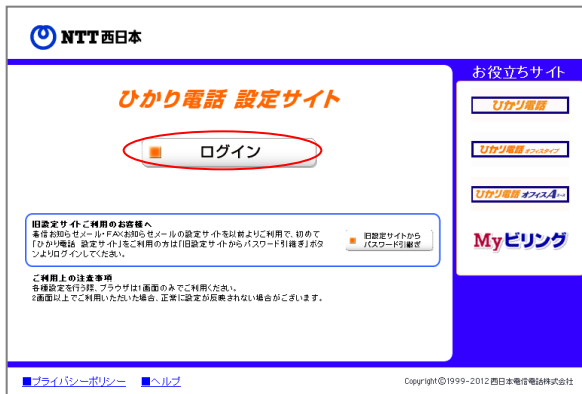 NTT西日本
お役立ちサイト
ひかり電話 設定サイト
ログイン
ひかり電話
ひかり電話 オフィスタイプ
ひかり電話 オフィスA(エース)
Myビリング
旧設定サイトご利用のお客様へ
着信お知らせメール・FAXお知らせメールの設定サイトを以前よりご利用で、初めて
「ひかり電話 設定サイト」をご利用の方は「旧設定サイトからパスワード引継ぎ」ボタ
ンよりログインしてください。
旧設定サイトから
パスワード引継ぎ
ご利用上の注意事項
各種設定を行う際、ブラウザは1画面のみでご利用ください。
2画面以上でご利用いただいた場合、正常に設定が反映されない場合がございます。
■プライバシーポリシー ■ヘルプ
Copyright©1999-2012 西日本電信電話株式会社